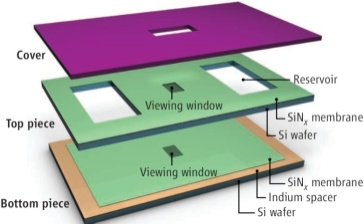 Cover
Reservoir
Viewing window
SiNₓ membrane
Top piece
Si wafer
Viewing window
SiNₓ membrane
Indium spacer
Bottom piece
Si wafer